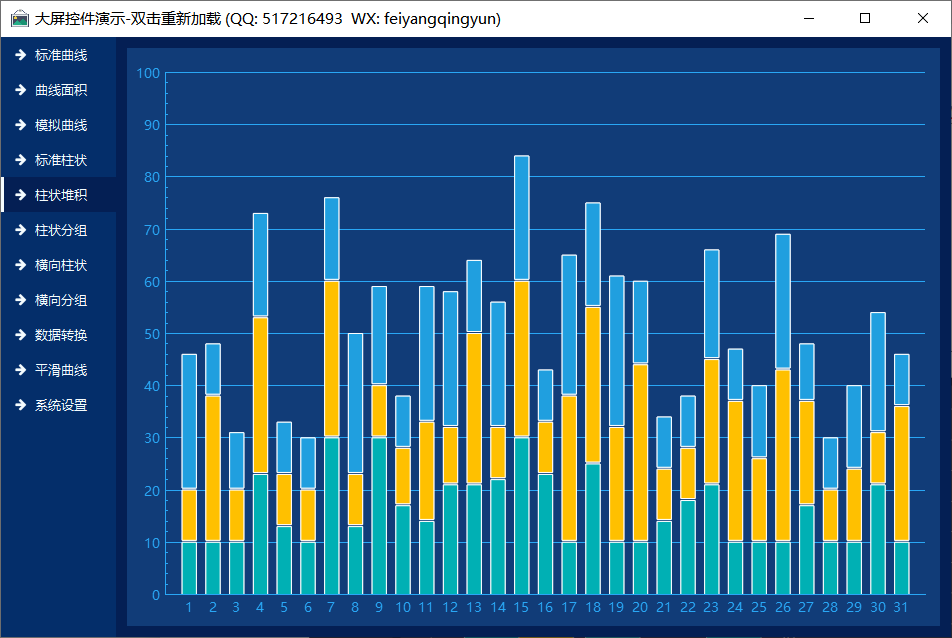 大屏控件演示-双击重新加载 (QQ: 517216493  WX: feiyangqingyun)
标准曲线
曲线面积
模拟曲线
标准柱状
柱状堆积
柱状分组
横向柱状
横向分组
数据转换
平滑曲线
系统设置
100
90
80
70
60
50
40
30
20
10
0
1 2 3 4 5 6 7 8 9 10 11 12 13 14 15 16 17 18 19 20 21 22 23 24 25 26 27 28 29 30 31